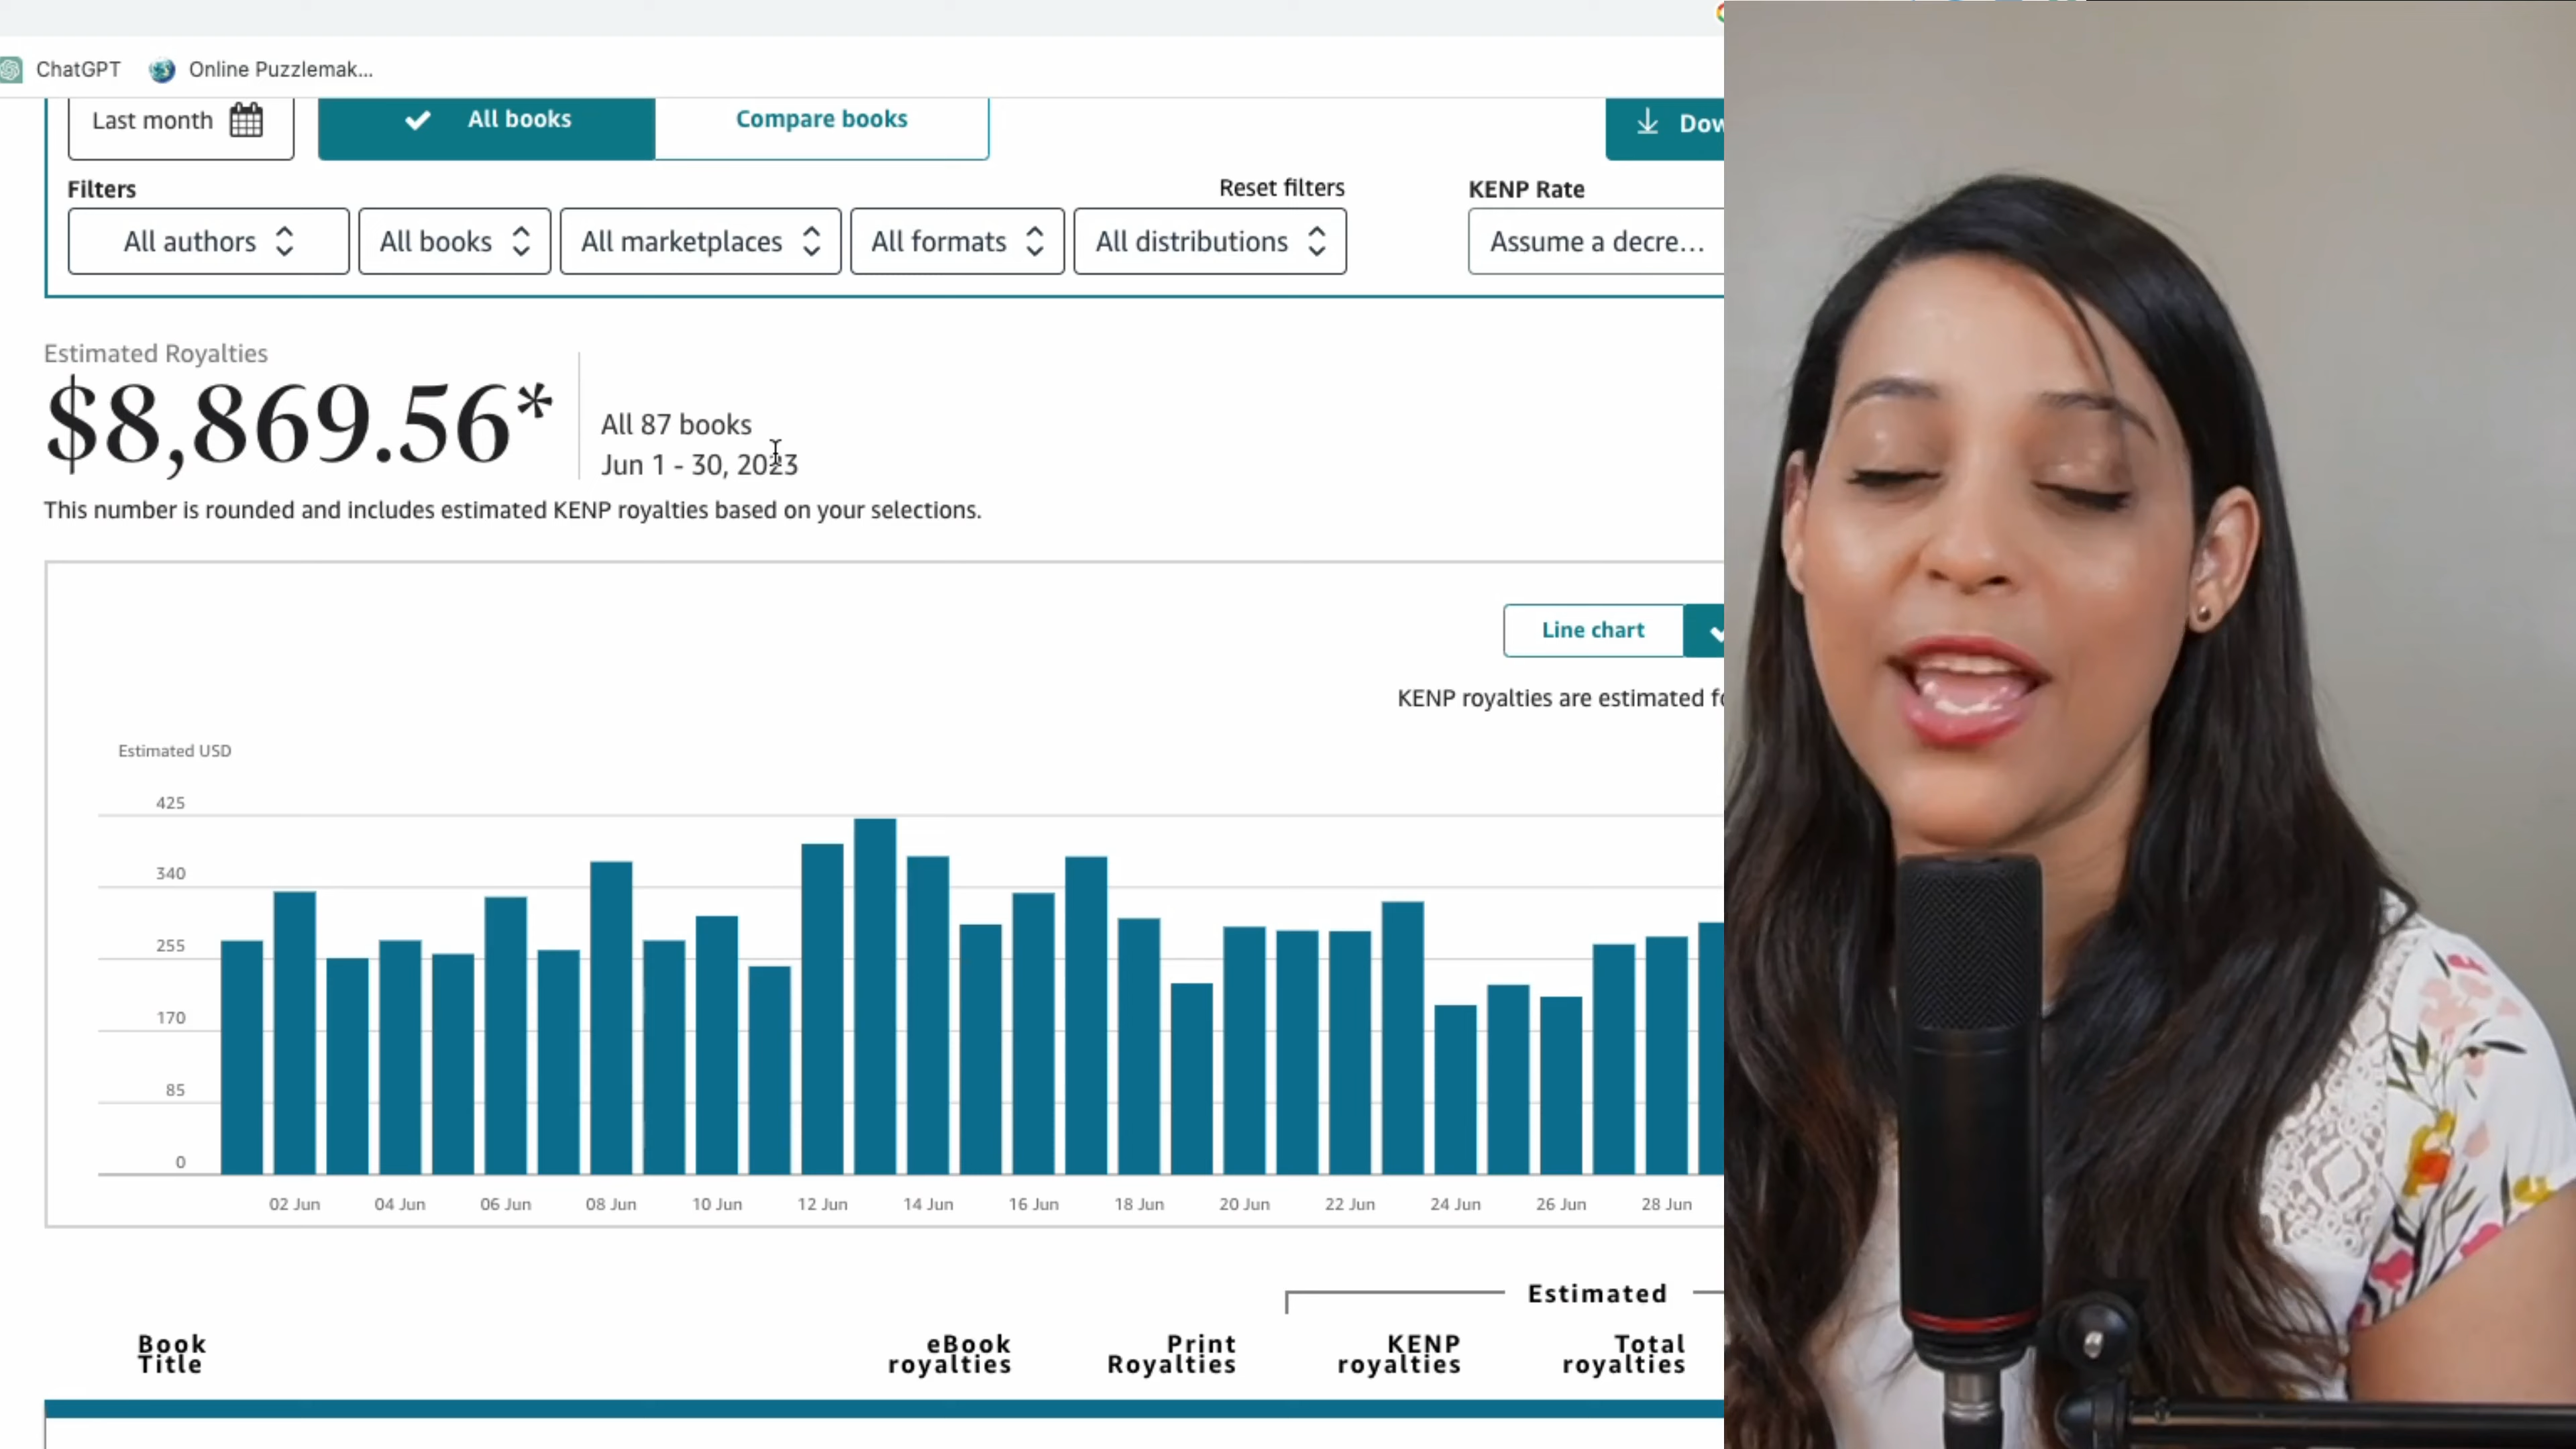 ChatGPT Online Puzzlemak...
Last month All books Compare books Dow
Filters Reset filters KENP Rate
All authors All books All marketplaces All formats All distributions Assume a decre...
Estimated Royalties
$8,869.56*
All 87 books
Jun 1 - 30, 2023
This number is rounded and includes estimated KENP royalties based on your selections.
Line chart
KENP royalties are estimated f
Estimated USD
425
340
255
170
85
0
02 Jun 04 Jun 06 Jun 08 Jun 10 Jun 12 Jun 14 Jun 16 Jun 18 Jun 20 Jun 22 Jun 24 Jun 26 Jun 28 Jun
Estimated
Book Title
eBook royalties
Print Royalties
KENP royalties
Total royalties